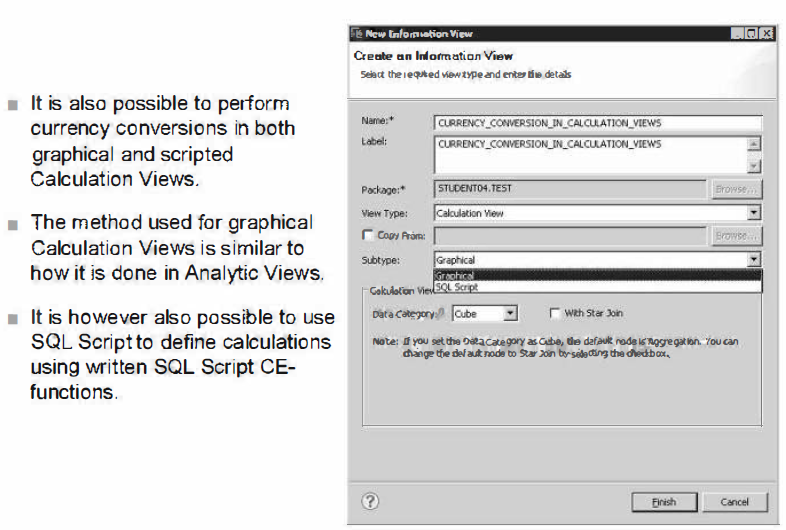 It is also possible to perform
currency conversions in both
graphical and scripted
Calculation Views.
The method used for graphical
Calculation Views is similar to
how it is done in Analytic Views.
It is however also possible to use
SQL Script to define calculations
using written SQL Script CE-
functions.
New Information View
Create an Information View
Select the required view type and enter the details
Name:* CURRENCY_CONVERSION_IN_CALCULATION_VIEWS
Label: CURRENCY_CONVERSION_IN_CALCULATION_VIEWS
Package:* STUDENT04.TEST Browse...
View Type: Calculation View
Copy From: Browse...
Subtype: Graphical
Graphical
SQL Script
Calculation View
Data Category: Cube With Star Join
Note: If you set the Data Category as Cube, the default node is Aggregation. You can
change the default node to Star Join by selecting the checkbox.
? Finish Cancel